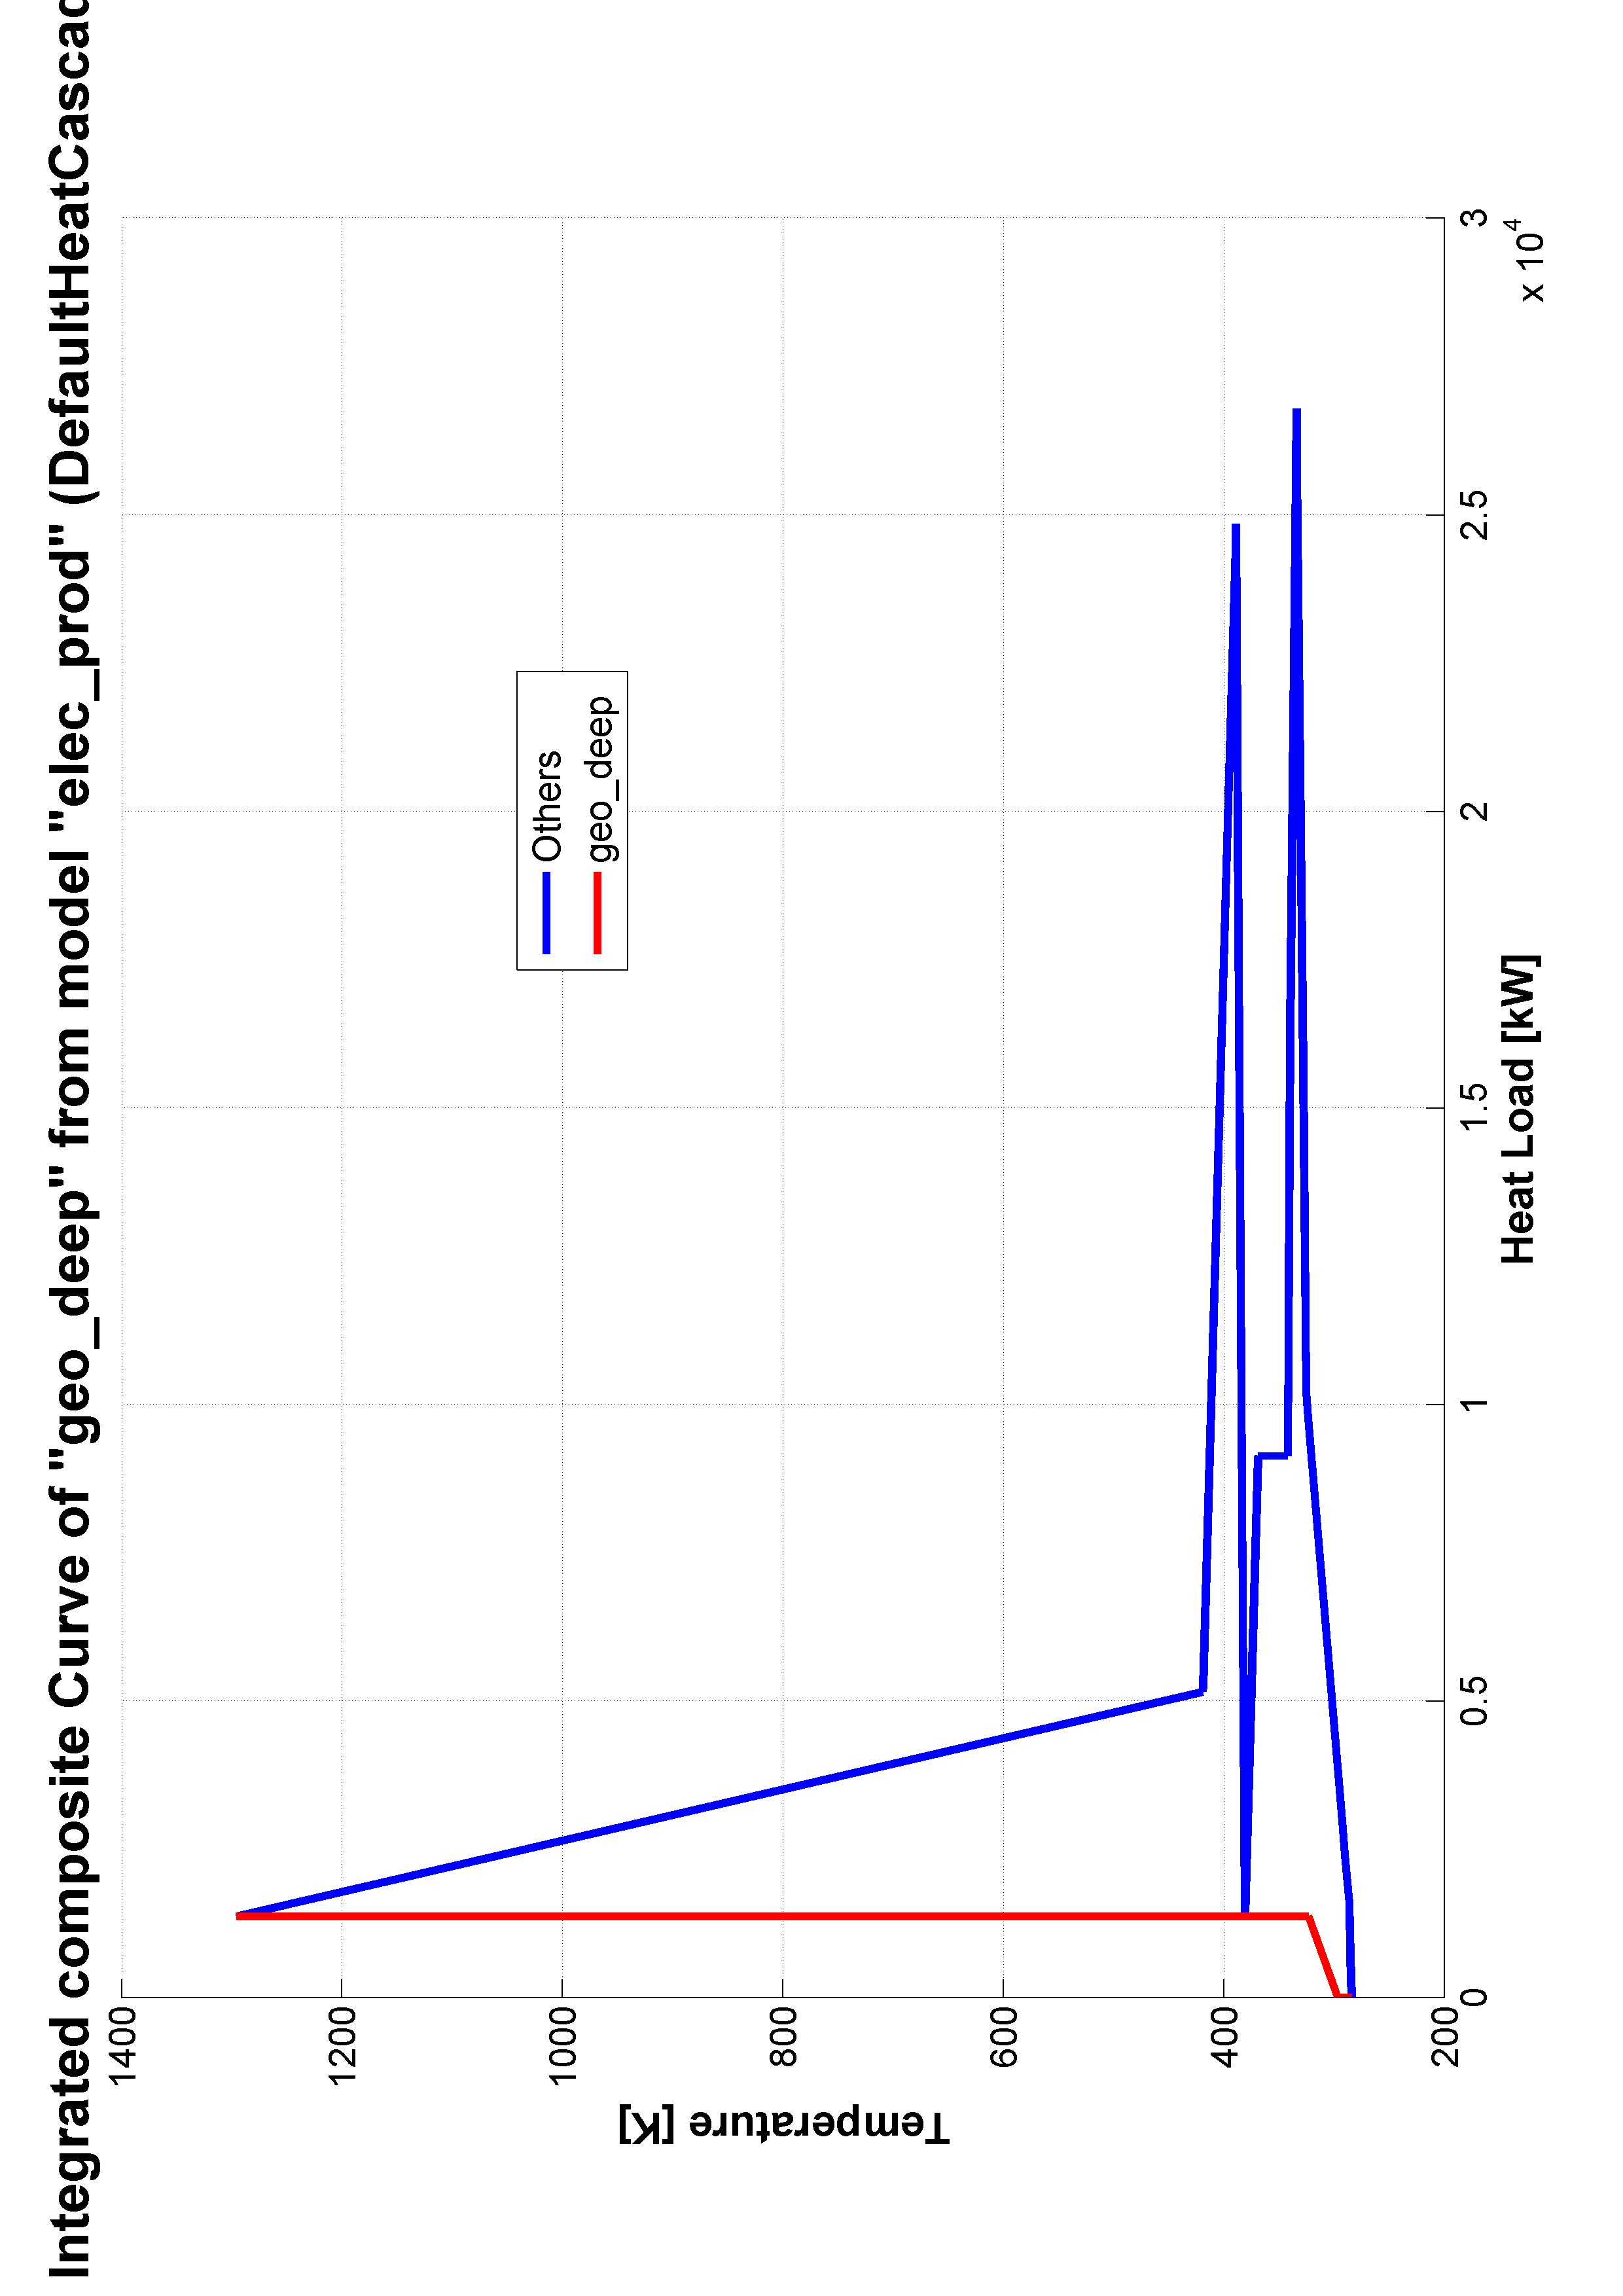 Integrated composite Curve of "geo_deep" from model "elec_prod" (DefaultHeatCascad
1400
1200
1000
800
600
400
200
Temperature [K]
Others
geo_deep
0
0.5
1
1.5
2
2.5
3
x 10^4
Heat Load [kW]